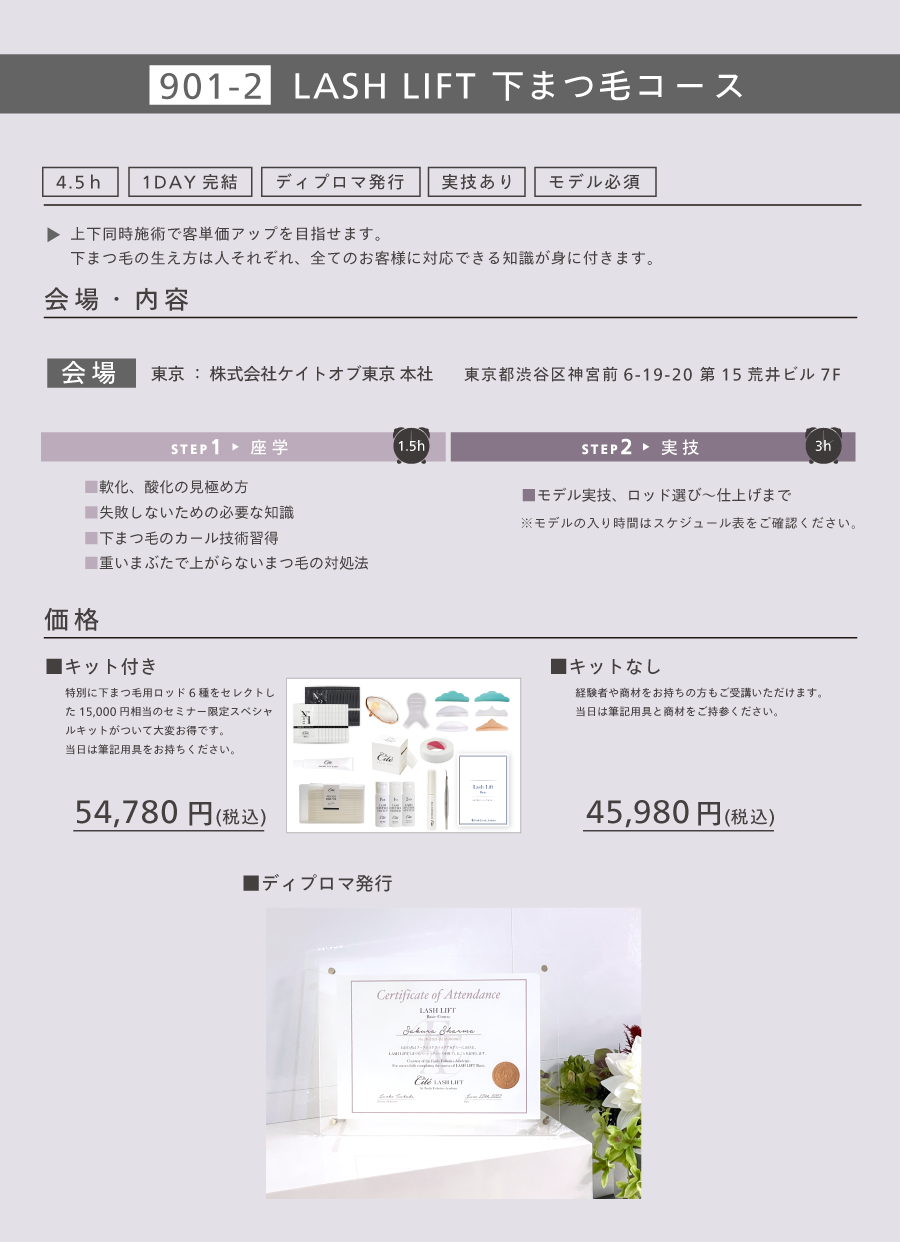 901-2 LASH LIFT 下まつ毛コース
4.5h 1DAY 完結 ディプロマ発行 実技あり モデル必須
▶ 上下同時施術で客単価アップを目指せます。
下まつ毛の生え方は人それぞれ、全てのお客様に対応できる知識が身に付きます。
会場・内容
会場 東京 : 株式会社ケイトオブ東京 本社 東京都渋谷区神宮前 6-19-20 第 15 荒井ビル 7F
STEP1 ▶ 座学 1.5h
■軟化、酸化の見極め方
■失敗しないための必要な知識
■下まつ毛のカール技術習得
■重いまぶたで上がらないまつ毛の対処法
STEP2 ▶ 実技 3h
■モデル実技、ロッド選び〜仕上げまで
※モデルの入り時間はスケジュール表をご確認ください。
価格
■キット付き
特別に下まつ毛用ロッド 6 種をセレクトし
た 15,000 円相当のセミナー限定スペシャ
ルキットがついて大変お得です。
当日は筆記用具をお持ちください。
54,780 円(税込)
Cité
Lash Lift
■キットなし
経験者や商材をお持ちの方もご受講いただけます。
当日は筆記用具と商材をご持参ください。
45,980 円(税込)
■ディプロマ発行
Certificate of Attendance
LASH LIFT
Basic Course
Sakura Sharma
Cité LASH LIFT